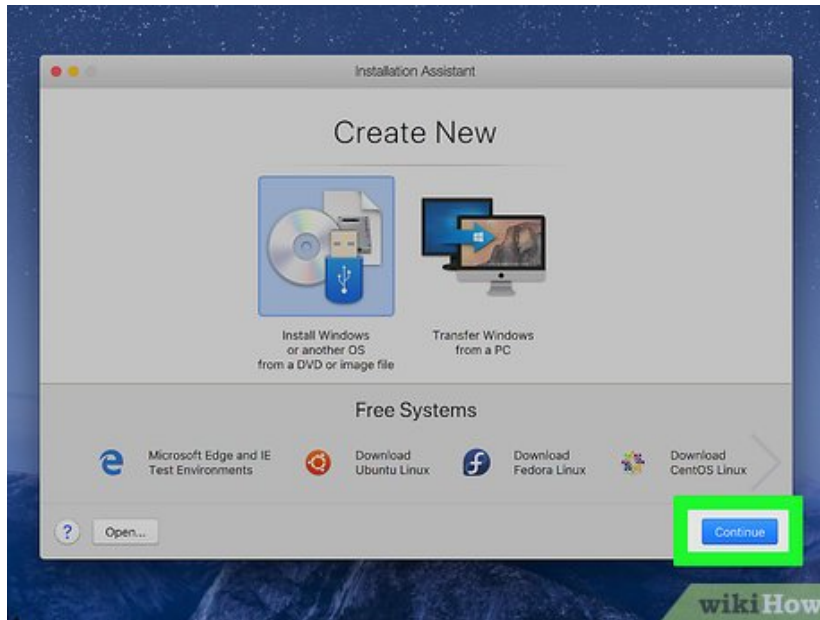 Installation Assistant
Create New
Install Windows
or another OS
from a DVD or image file
Transfer Windows
from a PC
Free Systems
Microsoft Edge and IE
Test Environments
Download
Ubuntu Linux
Download
Fedora Linux
Download
CentOS Linux
?
Open...
Continue
wikiHow